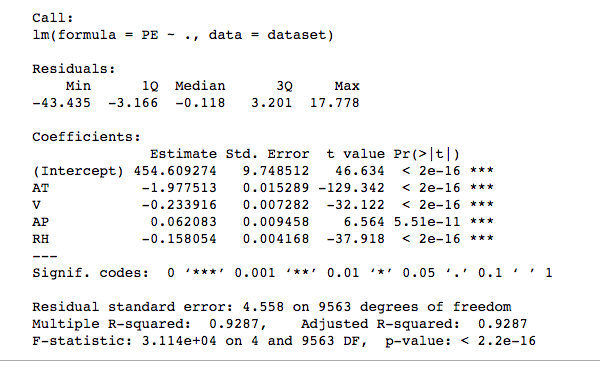 Call:
lm(formula = PE ~ ., data = dataset)
Residuals:
Min 1Q Median 3Q Max
-43.435 -3.166 -0.118 3.201 17.778
Coefficients:
Estimate Std. Error t value Pr(>|t|)
(Intercept) 454.609274 9.748512 46.634 < 2e-16 ***
AT -1.977513 0.015289 -129.342 < 2e-16 ***
V -0.233916 0.007282 -32.122 < 2e-16 ***
AP 0.062083 0.009458 6.564 5.51e-11 ***
RH -0.158054 0.004168 -37.918 < 2e-16 ***
---
Signif. codes: 0 ‘***’ 0.001 ‘**’ 0.01 ‘*’ 0.05 ‘.’ 0.1 ‘ ’ 1
Residual standard error: 4.558 on 9563 degrees of freedom
Multiple R-squared: 0.9287, Adjusted R-squared: 0.9287
F-statistic: 3.114e+04 on 4 and 9563 DF, p-value: < 2.2e-16